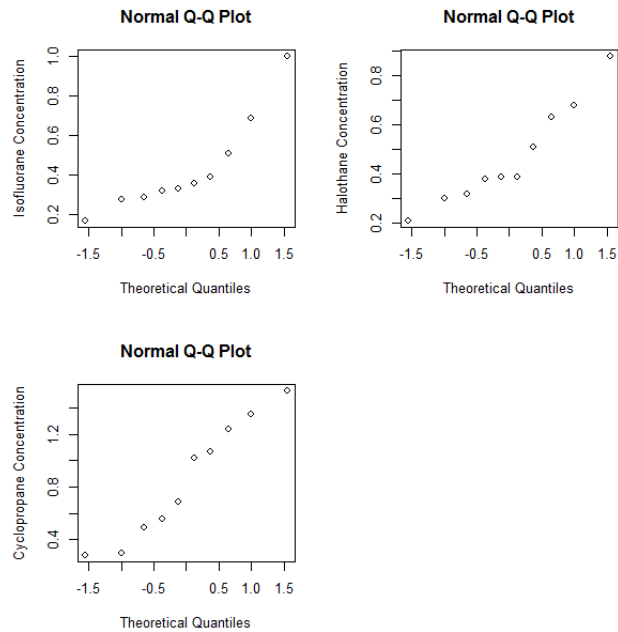 Normal Q-Q Plot
Isofluorane Concentration
0.2 0.4 0.6 0.8 1.0
-1.5 -0.5 0.5 1.0 1.5
Theoretical Quantiles
Normal Q-Q Plot
Halothane Concentration
0.2 0.4 0.6 0.8
-1.5 -0.5 0.5 1.0 1.5
Theoretical Quantiles
Normal Q-Q Plot
Cyclopropane Concentration
0.4 0.8 1.2
-1.5 -0.5 0.5 1.0 1.5
Theoretical Quantiles